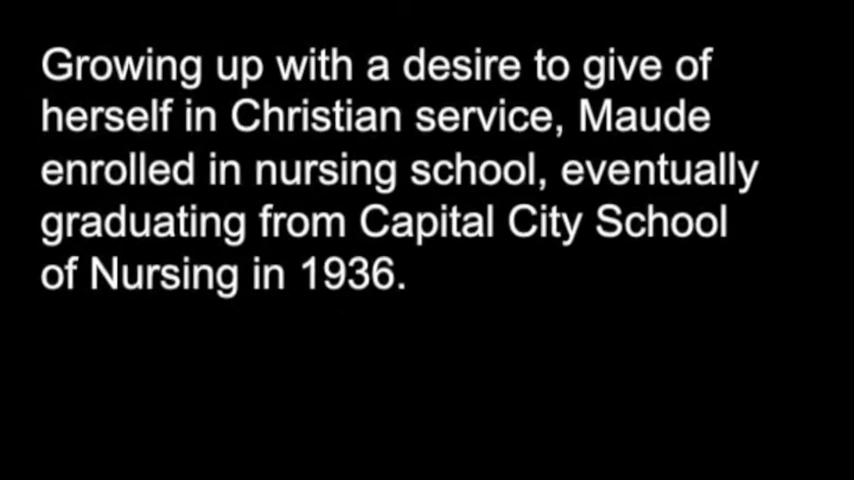 Growing up with a desire to give of
herself in Christian service, Maude
enrolled in nursing school, eventually
graduating from Capital City School
of Nursing in 1936.